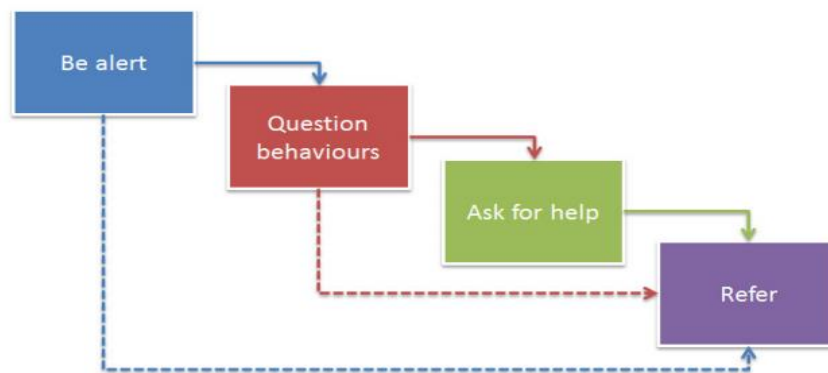 Be alert
Question
behaviours
Ask for help
Refer